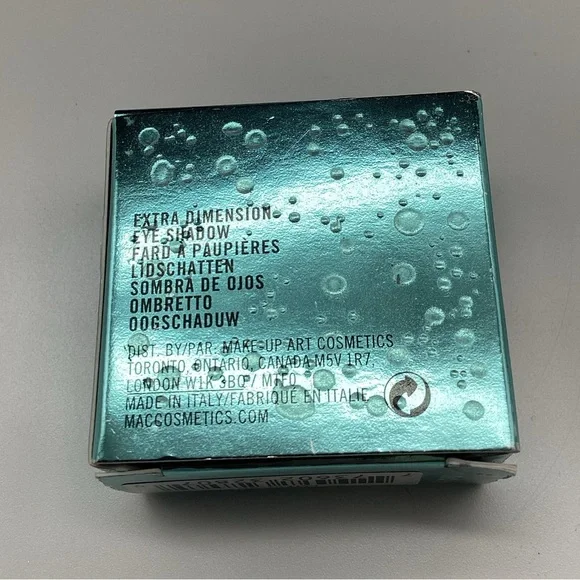 EXTRA DIMENSION
EYE SHADOW
FARD À PAUPIÈRES
LIDSCHATTEN
SOMBRA DE OJOS
OMBRETTO
OOGSCHADUW
DIST. BY/PAR. MAKE-UP ART COSMETICS
TORONTO, ONTARIO, CANADA M5V 1R7,
LONDON W1K 3BQ / MTFQ
MADE IN ITALY/FABRIQUÉ EN ITALIE
MACCOSMETICS.COM